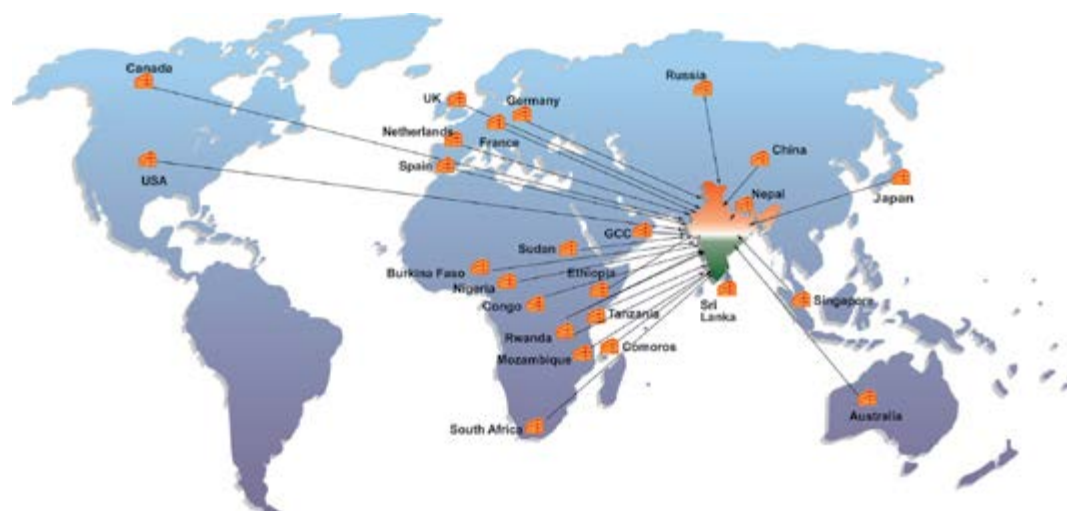 Canada
Russia
UK
Germany
Netherlands
France
China
Spain
USA
Nepal
Japan
GCC
Sudan
Burkina Faso
Ethiopia
Nigeria
Congo
Sri
Lanka
Singapore
Tanzania
Rwanda
Comoros
Mozambique
Australia
South Africa